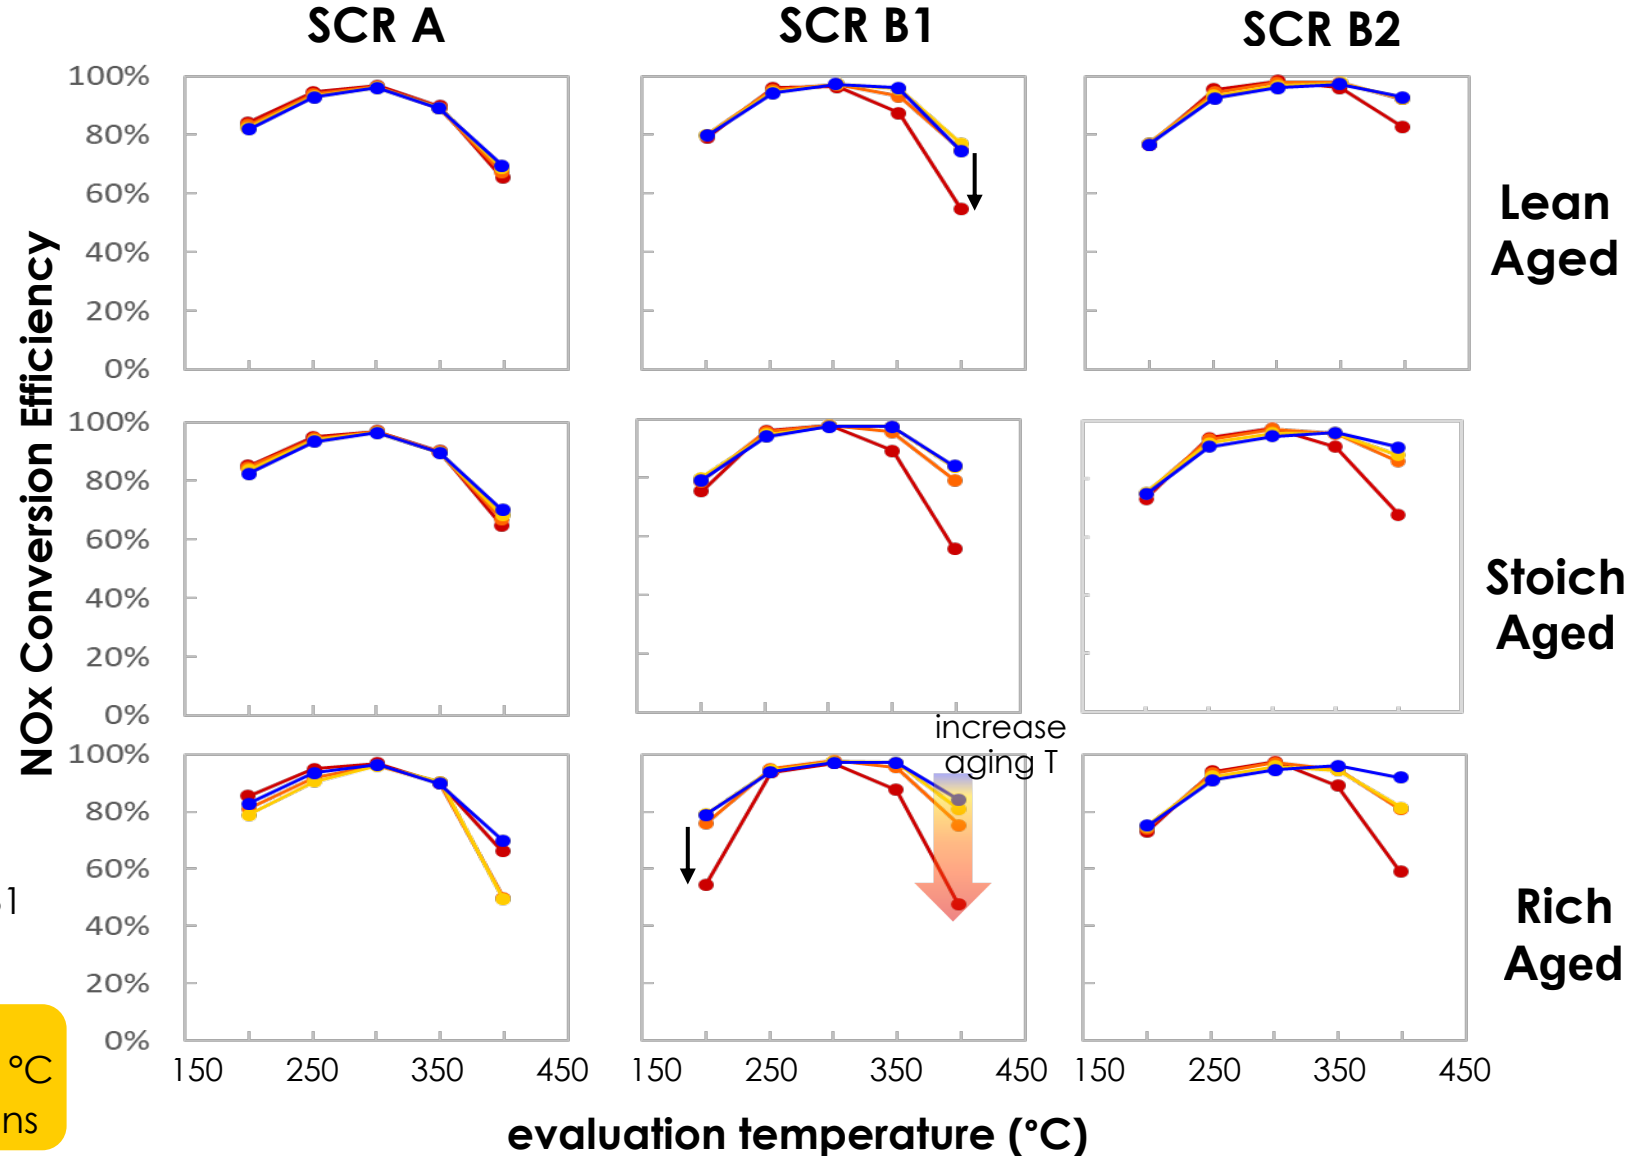 SCR A
SCR B1
SCR B2
NOx Conversion Efficiency
100%
80%
60%
40%
20%
0%
Lean
Aged
100%
80%
60%
40%
20%
0%
Stoich
Aged
increase
aging T
100%
80%
60%
40%
20%
0%
Rich
Aged
°C
150 250 350 450
150 250 350 450
150 250 350 450
evaluation temperature (°C)